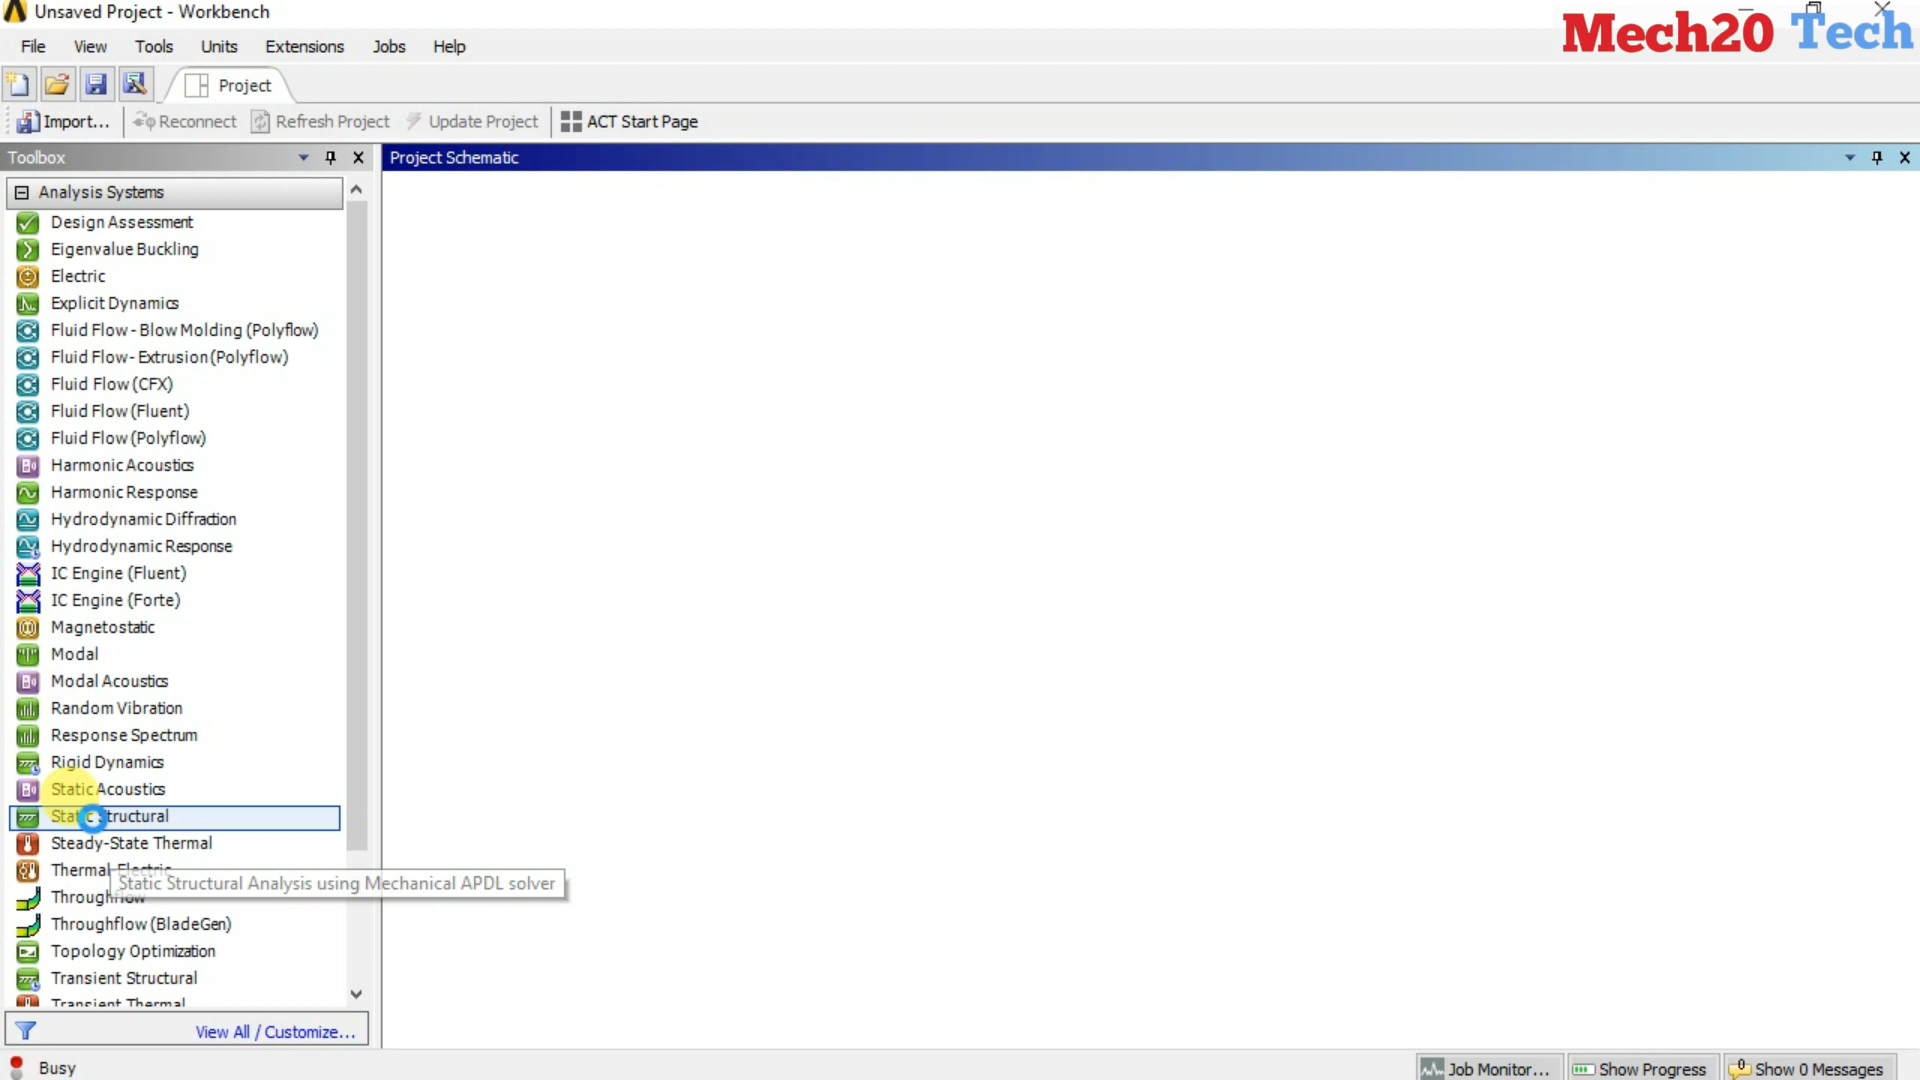 Unsaved Project - Workbench
Mech20 Tech
File View Tools Units Extensions Jobs Help
Project
Import... Reconnect Refresh Project Update Project ACT Start Page
Toolbox
Project Schematic
Analysis Systems
Design Assessment
Eigenvalue Buckling
Electric
Explicit Dynamics
Fluid Flow - Blow Molding (Polyflow)
Fluid Flow - Extrusion (Polyflow)
Fluid Flow (CFX)
Fluid Flow (Fluent)
Fluid Flow (Polyflow)
Harmonic Acoustics
Harmonic Response
Hydrodynamic Diffraction
Hydrodynamic Response
IC Engine (Fluent)
IC Engine (Forte)
Magnetostatic
Modal
Modal Acoustics
Random Vibration
Response Spectrum
Rigid Dynamics
Static Acoustics
Static Structural
Steady-State Thermal
Thermal-Electric
Static Structural Analysis using Mechanical APDL solver
Throughflow
Throughflow (BladeGen)
Topology Optimization
Transient Structural
Transient Thermal
View All / Customize...
Busy
Job Monitor... Show Progress 0 Show 0 Messages